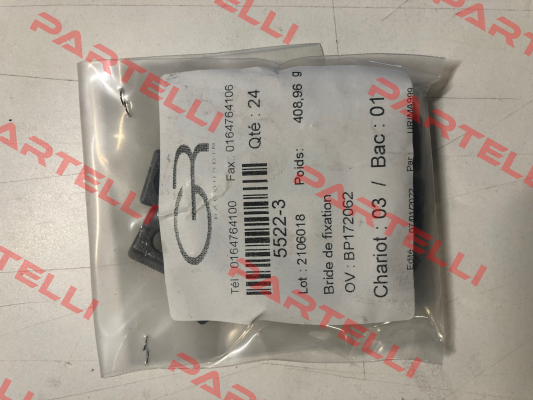 PARTELLI
PARTELLI
PARTELLI
PARTELLI
PARTELLI
PARTELLI
Tél : 0164764100 Fax. : 0164764106
5522-3 Qté : 24
Lot : 2106018 Poids: 408,96 g
Bride de fixation
OV : BP172062
Chariot : 03 / Bac : 01
Par